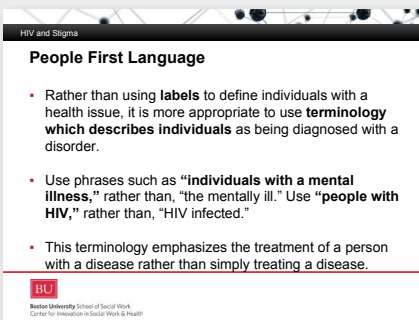 HIV and Stigma
People First Language
▪ Rather than using labels to define individuals with a
health issue, it is more appropriate to use terminology
which describes individuals as being diagnosed with a
disorder.
▪ Use phrases such as “individuals with a mental
illness,” rather than, “the mentally ill.” Use “people with
HIV,” rather than, “HIV infected.”
▪ This terminology emphasizes the treatment of a person
with a disease rather than simply treating a disease.
BU
Boston University School of Social Work
Center for Innovation in Social Work & Health